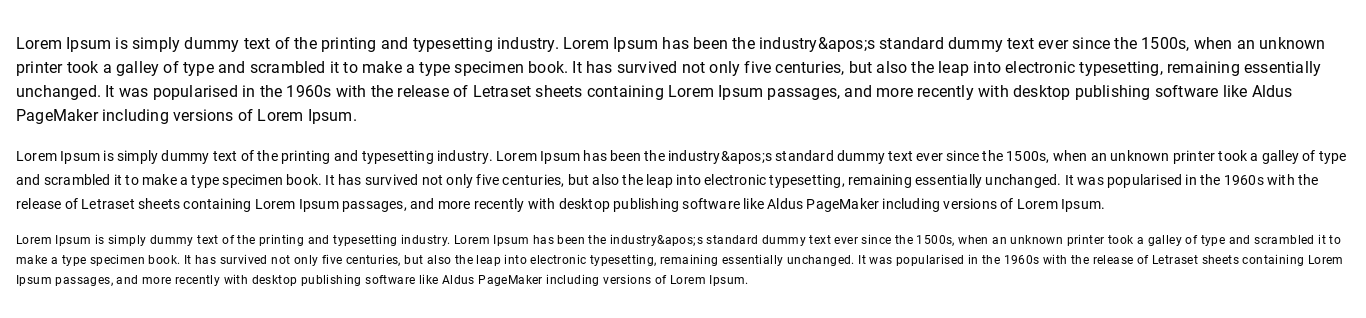 Lorem Ipsum is simply dummy text of the printing and typesetting industry. Lorem Ipsum has been the industry&apos;s standard dummy text ever since the 1500s, when an unknown
printer took a galley of type and scrambled it to make a type specimen book. It has survived not only five centuries, but also the leap into electronic typesetting, remaining essentially
unchanged. It was popularised in the 1960s with the release of Letraset sheets containing Lorem Ipsum passages, and more recently with desktop publishing software like Aldus
PageMaker including versions of Lorem Ipsum.
Lorem Ipsum is simply dummy text of the printing and typesetting industry. Lorem Ipsum has been the industry&apos;s standard dummy text ever since the 1500s, when an unknown printer took a galley of type
and scrambled it to make a type specimen book. It has survived not only five centuries, but also the leap into electronic typesetting, remaining essentially unchanged. It was popularised in the 1960s with the
release of Letraset sheets containing Lorem Ipsum passages, and more recently with desktop publishing software like Aldus PageMaker including versions of Lorem Ipsum.
Lorem Ipsum is simply dummy text of the printing and typesetting industry. Lorem Ipsum has been the industry&apos;s standard dummy text ever since the 1500s, when an unknown printer took a galley of type and scrambled it to
make a type specimen book. It has survived not only five centuries, but also the leap into electronic typesetting, remaining essentially unchanged. It was popularised in the 1960s with the release of Letraset sheets containing Lorem
Ipsum passages, and more recently with desktop publishing software like Aldus PageMaker including versions of Lorem Ipsum.